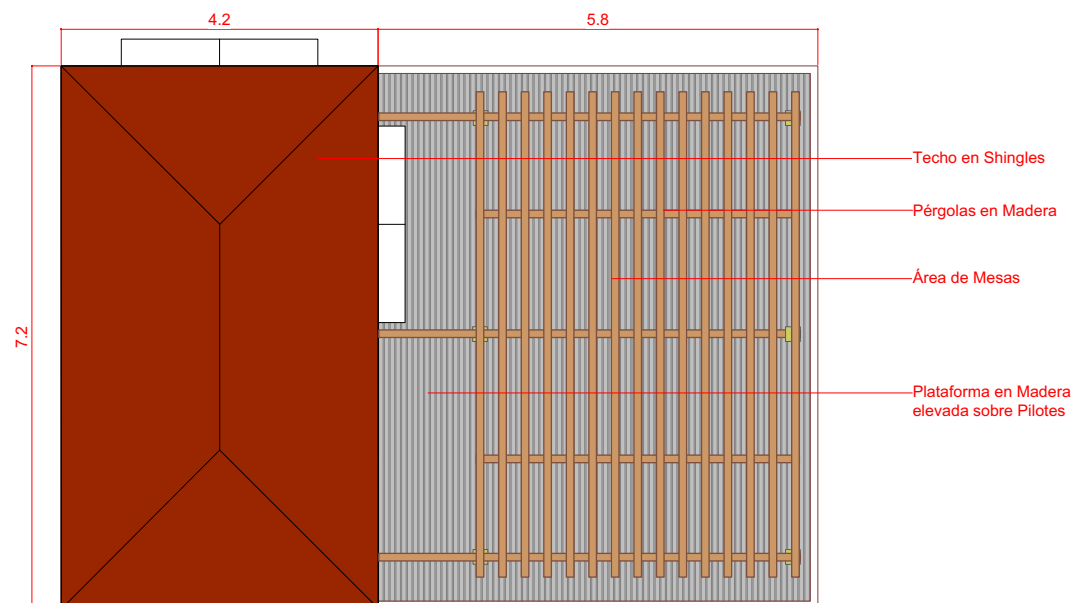 4.2
5.8
Techo en Shingles
Pérgolas en Madera
Área de Mesas
7.2
Plataforma en Madera
elevada sobre Pilotes